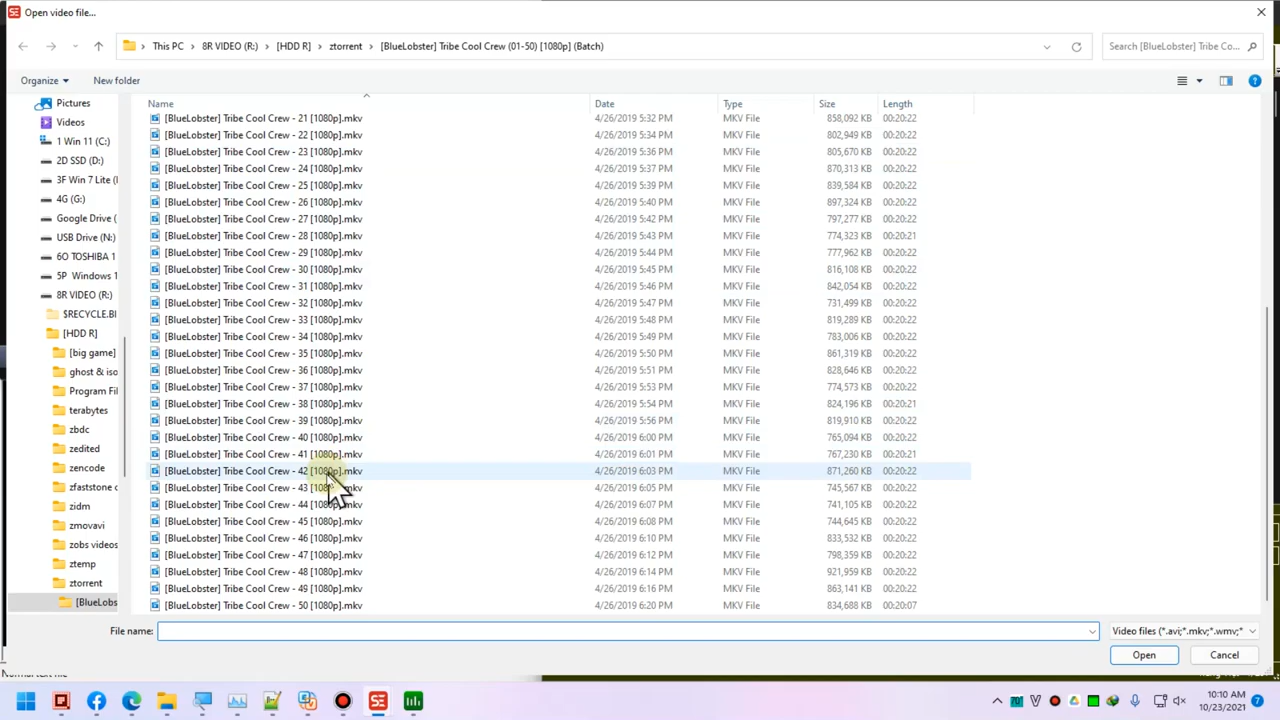 Open video file...
This PC > 8R VIDEO (R:) > [HDD R] > ztorrent > [BlueLobster] Tribe Cool Crew (01-50) [1080p] (Batch)
Search [BlueLobster] Tribe Co...
Organize
New folder
Name Date Type Size Length
Pictures
Videos
1 Win 11 (C:)
2D SSD (D:)
3F Win 7 Lite (
4G (G:)
Google Drive (
USB Drive (N:)
6O TOSHIBA 1
5P Windows 1
8R VIDEO (R:)
$RECYCLE.BI
[HDD R]
[big game]
ghost & iso
Program Fil
terabytes
zbdc
zedited
zencode
zfaststone c
zidm
zmovavi
zobs videos
ztemp
ztorrent
[BlueLobs
[BlueLobster] Tribe Cool Crew - 21 [1080p].mkv 4/26/2019 5:32 PM MKV File 858,092 KB 00:20:22
[BlueLobster] Tribe Cool Crew - 22 [1080p].mkv 4/26/2019 5:34 PM MKV File 802,949 KB 00:20:22
[BlueLobster] Tribe Cool Crew - 23 [1080p].mkv 4/26/2019 5:36 PM MKV File 805,670 KB 00:20:22
[BlueLobster] Tribe Cool Crew - 24 [1080p].mkv 4/26/2019 5:37 PM MKV File 870,313 KB 00:20:22
[BlueLobster] Tribe Cool Crew - 25 [1080p].mkv 4/26/2019 5:39 PM MKV File 839,584 KB 00:20:22
[BlueLobster] Tribe Cool Crew - 26 [1080p].mkv 4/26/2019 5:40 PM MKV File 897,324 KB 00:20:22
[BlueLobster] Tribe Cool Crew - 27 [1080p].mkv 4/26/2019 5:42 PM MKV File 797,277 KB 00:20:22
[BlueLobster] Tribe Cool Crew - 28 [1080p].mkv 4/26/2019 5:43 PM MKV File 774,323 KB 00:20:21
[BlueLobster] Tribe Cool Crew - 29 [1080p].mkv 4/26/2019 5:44 PM MKV File 777,962 KB 00:20:22
[BlueLobster] Tribe Cool Crew - 30 [1080p].mkv 4/26/2019 5:45 PM MKV File 816,108 KB 00:20:22
[BlueLobster] Tribe Cool Crew - 31 [1080p].mkv 4/26/2019 5:46 PM MKV File 842,054 KB 00:20:22
[BlueLobster] Tribe Cool Crew - 32 [1080p].mkv 4/26/2019 5:47 PM MKV File 731,499 KB 00:20:22
[BlueLobster] Tribe Cool Crew - 33 [1080p].mkv 4/26/2019 5:48 PM MKV File 819,289 KB 00:20:22
[BlueLobster] Tribe Cool Crew - 34 [1080p].mkv 4/26/2019 5:49 PM MKV File 783,006 KB 00:20:22
[BlueLobster] Tribe Cool Crew - 35 [1080p].mkv 4/26/2019 5:50 PM MKV File 861,319 KB 00:20:22
[BlueLobster] Tribe Cool Crew - 36 [1080p].mkv 4/26/2019 5:51 PM MKV File 828,646 KB 00:20:22
[BlueLobster] Tribe Cool Crew - 37 [1080p].mkv 4/26/2019 5:53 PM MKV File 774,573 KB 00:20:22
[BlueLobster] Tribe Cool Crew - 38 [1080p].mkv 4/26/2019 5:54 PM MKV File 824,196 KB 00:20:21
[BlueLobster] Tribe Cool Crew - 39 [1080p].mkv 4/26/2019 5:56 PM MKV File 819,910 KB 00:20:22
[BlueLobster] Tribe Cool Crew - 40 [1080p].mkv 4/26/2019 6:00 PM MKV File 765,094 KB 00:20:22
[BlueLobster] Tribe Cool Crew - 41 [1080p].mkv 4/26/2019 6:01 PM MKV File 767,230 KB 00:20:21
[BlueLobster] Tribe Cool Crew - 42 [1080p].mkv 4/26/2019 6:03 PM MKV File 871,260 KB 00:20:22
[BlueLobster] Tribe Cool Crew - 43 [1080p].mkv 4/26/2019 6:05 PM MKV File 745,567 KB 00:20:22
[BlueLobster] Tribe Cool Crew - 44 [1080p].mkv 4/26/2019 6:07 PM MKV File 741,105 KB 00:20:22
[BlueLobster] Tribe Cool Crew - 45 [1080p].mkv 4/26/2019 6:08 PM MKV File 744,645 KB 00:20:22
[BlueLobster] Tribe Cool Crew - 46 [1080p].mkv 4/26/2019 6:10 PM MKV File 833,532 KB 00:20:22
[BlueLobster] Tribe Cool Crew - 47 [1080p].mkv 4/26/2019 6:12 PM MKV File 798,359 KB 00:20:22
[BlueLobster] Tribe Cool Crew - 48 [1080p].mkv 4/26/2019 6:14 PM MKV File 921,959 KB 00:20:22
[BlueLobster] Tribe Cool Crew - 49 [1080p].mkv 4/26/2019 6:16 PM MKV File 863,141 KB 00:20:22
[BlueLobster] Tribe Cool Crew - 50 [1080p].mkv 4/26/2019 6:20 PM MKV File 834,688 KB 00:20:07
File name:
Video files (*.avi;*.mkv;*.wmv;*
Open
Cancel
Normal text file
10:10 AM
10/23/2021